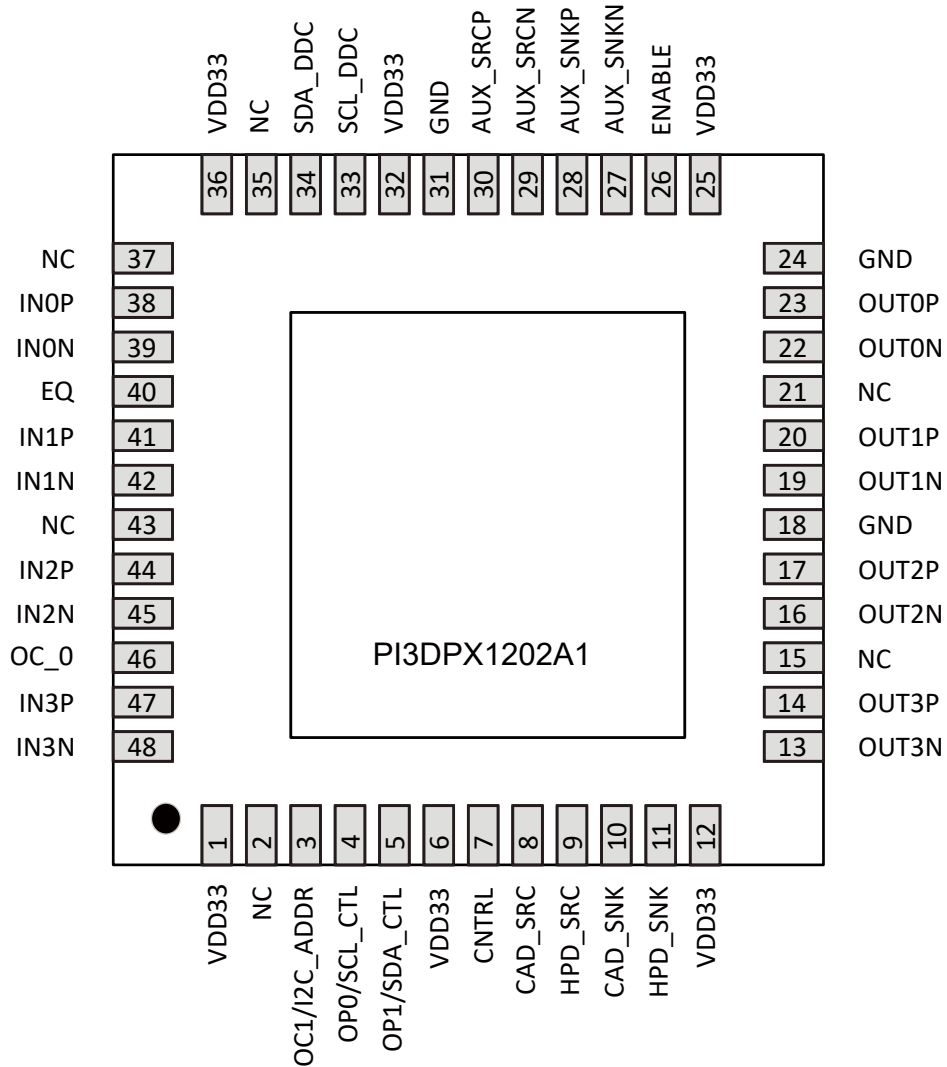 VDD33
NC
SDA_DDC
SCL_DDC
VDD33
GND
AUX_SRCP
AUX_SRCN
AUX_SNKP
AUX_SNKN
ENABLE
VDD33
36
35
34
33
32
31
30
29
28
27
26
25
NC 37
IN0P 38
IN0N 39
EQ 40
IN1P 41
IN1N 42
NC 43
IN2P 44
IN2N 45
OC_0 46
IN3P 47
IN3N 48
24 GND
23 OUT0P
22 OUT0N
21 NC
20 OUT1P
19 OUT1N
18 GND
17 OUT2P
16 OUT2N
15 NC
14 OUT3P
13 OUT3N
PI3DPX1202A1
1
2
3
4
5
6
7
8
9
10
11
12
VDD33
NC
OC1/I2C_ADDR
OP0/SCL_CTL
OP1/SDA_CTL
VDD33
CNTRL
CAD_SRC
HPD_SRC
CAD_SNK
HPD_SNK
VDD33